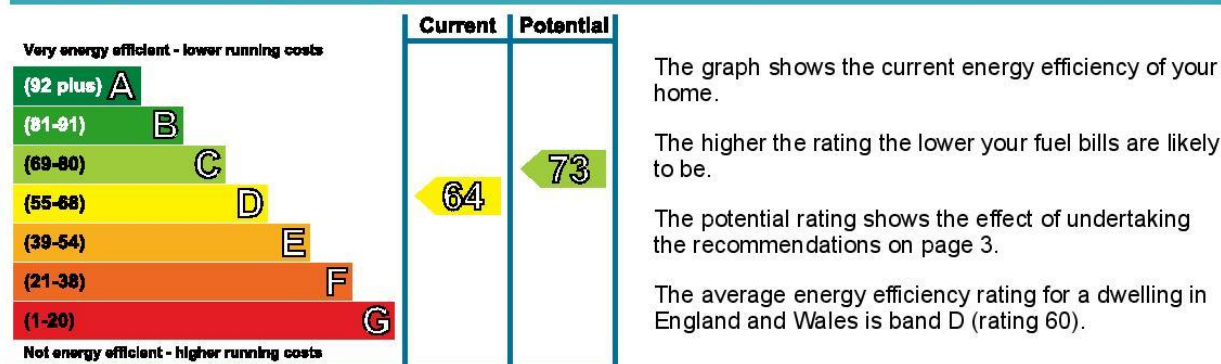 Current Potential
Very energy efficient - lower running costs
(92 plus) A
(81-91) B
(69-80) C
(55-68) D
(39-54) E
(21-38) F
(1-20) G
64
73
Not energy efficient - higher running costs
The graph shows the current energy efficiency of your
home.
The higher the rating the lower your fuel bills are likely
to be.
The potential rating shows the effect of undertaking
the recommendations on page 3.
The average energy efficiency rating for a dwelling in
England and Wales is band D (rating 60).